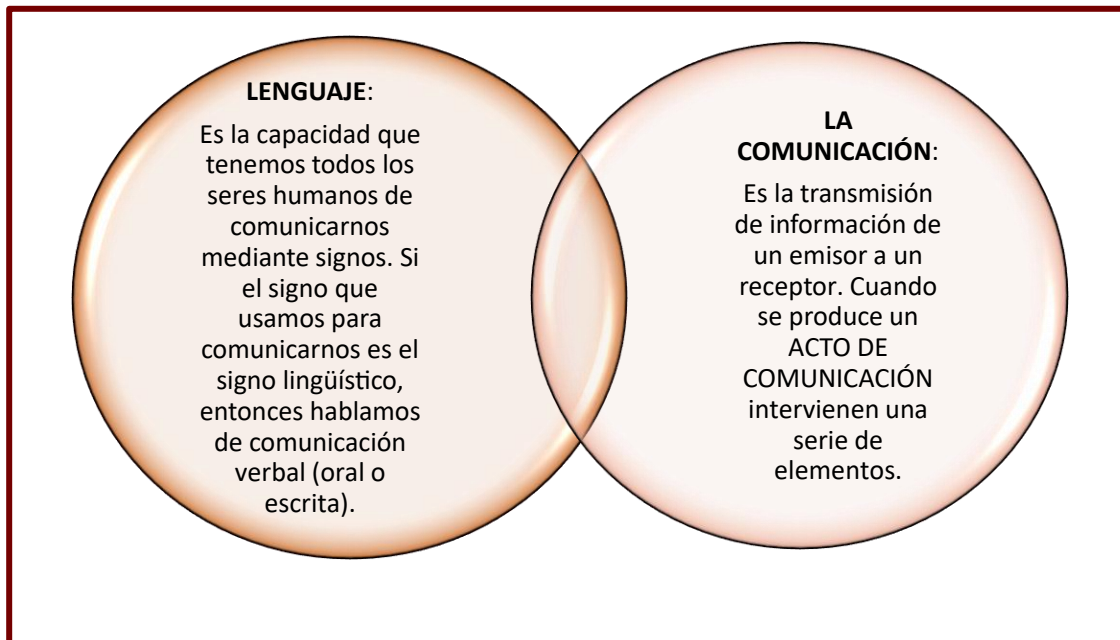 LENGUAJE:
Es la capacidad que
tenemos todos los
seres humanos de
comunicarnos
mediante signos. Si
el signo que
usamos para
comunicarnos es el
signo lingüístico,
entonces hablamos
de comunicación
verbal (oral o
escrita).
LA
COMUNICACIÓN:
Es la transmisión
de información de
un emisor a un
receptor. Cuando
se produce un
ACTO DE
COMUNICACIÓN
intervienen una
serie de
elementos.